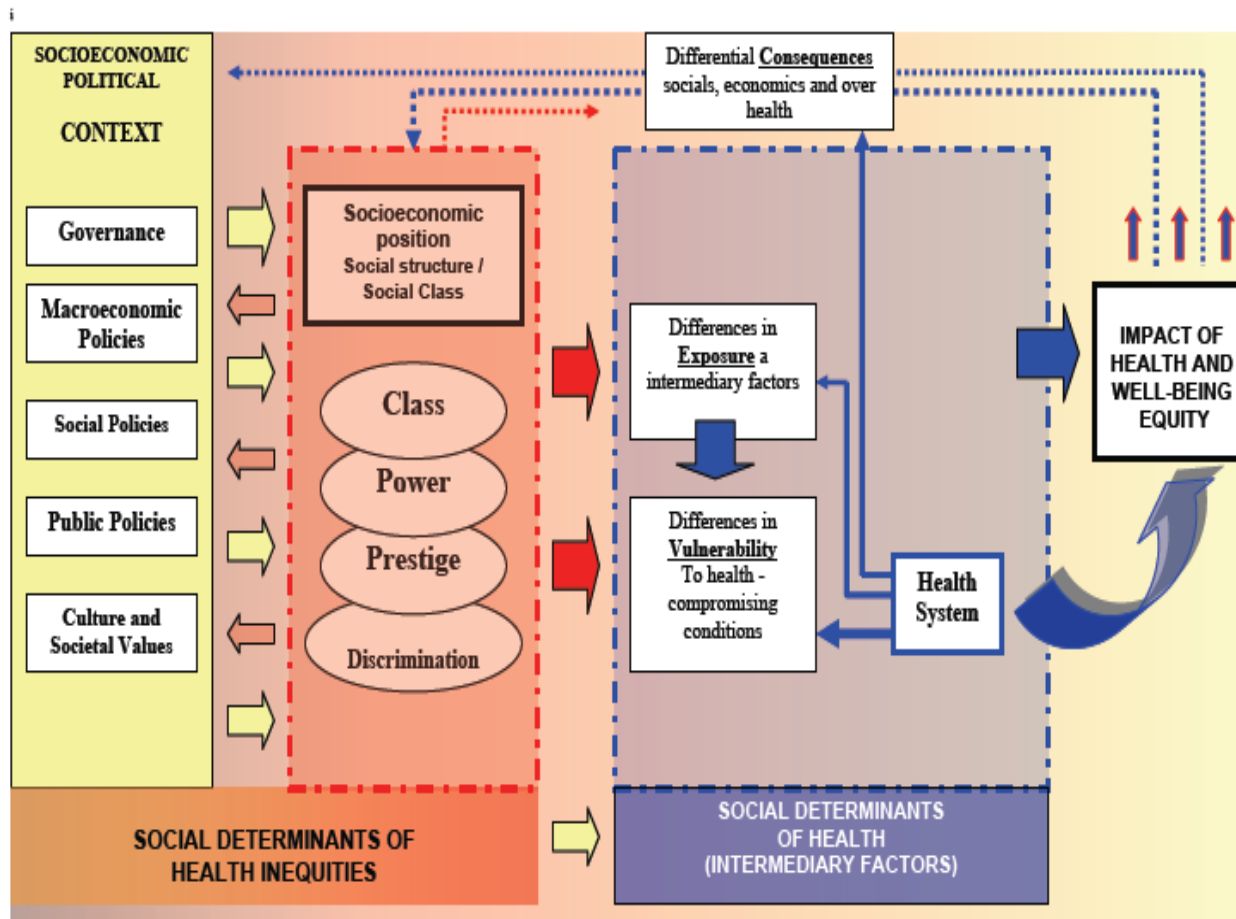 i
SOCIOECONOMIC
POLITICAL
CONTEXT
Governance
Macroeconomic
Policies
Social Policies
Public Policies
Culture and
Societal Values
Socioeconomic
position
Social structure /
Social Class
Class
Power
Prestige
Discrimination
SOCIAL DETERMINANTS OF
HEALTH INEQUITIES
Differential Consequences
socials, economics and over
health
Differences in
Exposure a
intermediary factors
Differences in
Vulnerability
To health -
compromising
conditions
Health
System
SOCIAL DETERMINANTS
OF HEALTH
(INTERMEDIARY FACTORS)
IMPACT OF
HEALTH AND
WELL-BEING
EQUITY